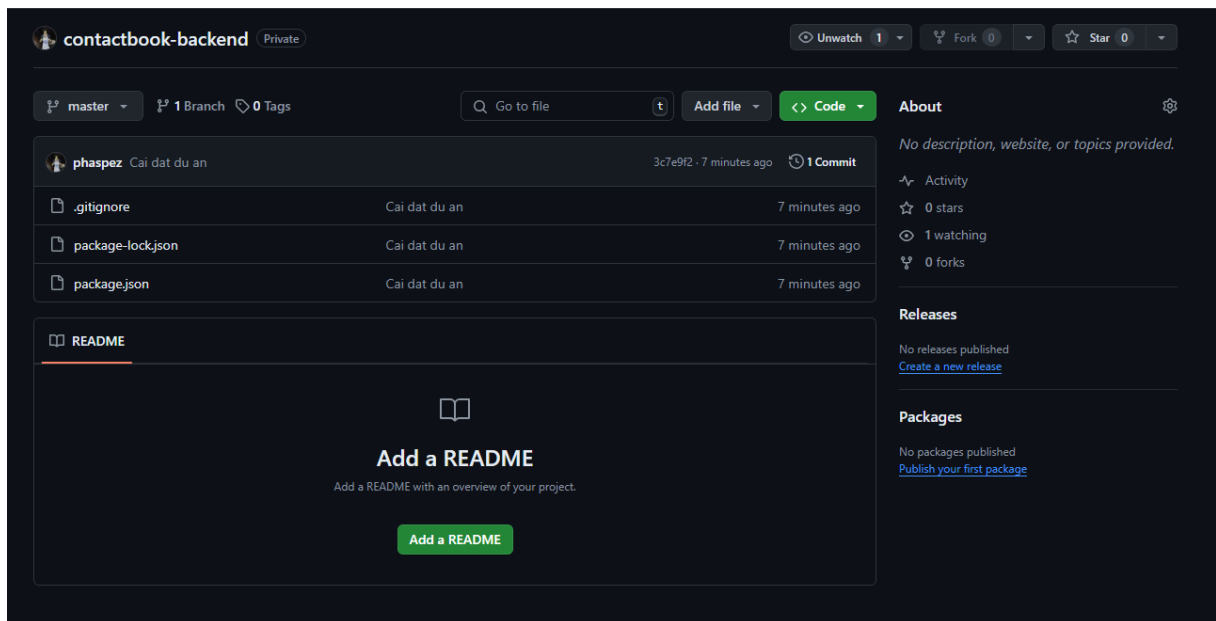 contactbook-backend Private
Unwatch 1
Fork 0
Star 0
master
1 Branch
0 Tags
Go to file
t
Add file
Code
phaspez Cai dat du an
3c7e9f2 · 7 minutes ago
1 Commit
.gitignore Cai dat du an 7 minutes ago
package-lock.json Cai dat du an 7 minutes ago
package.json Cai dat du an 7 minutes ago
README
Add a README
Add a README with an overview of your project.
Add a README
About
No description, website, or topics provided.
Activity
0 stars
1 watching
0 forks
Releases
No releases published
Create a new release
Packages
No packages published
Publish your first package